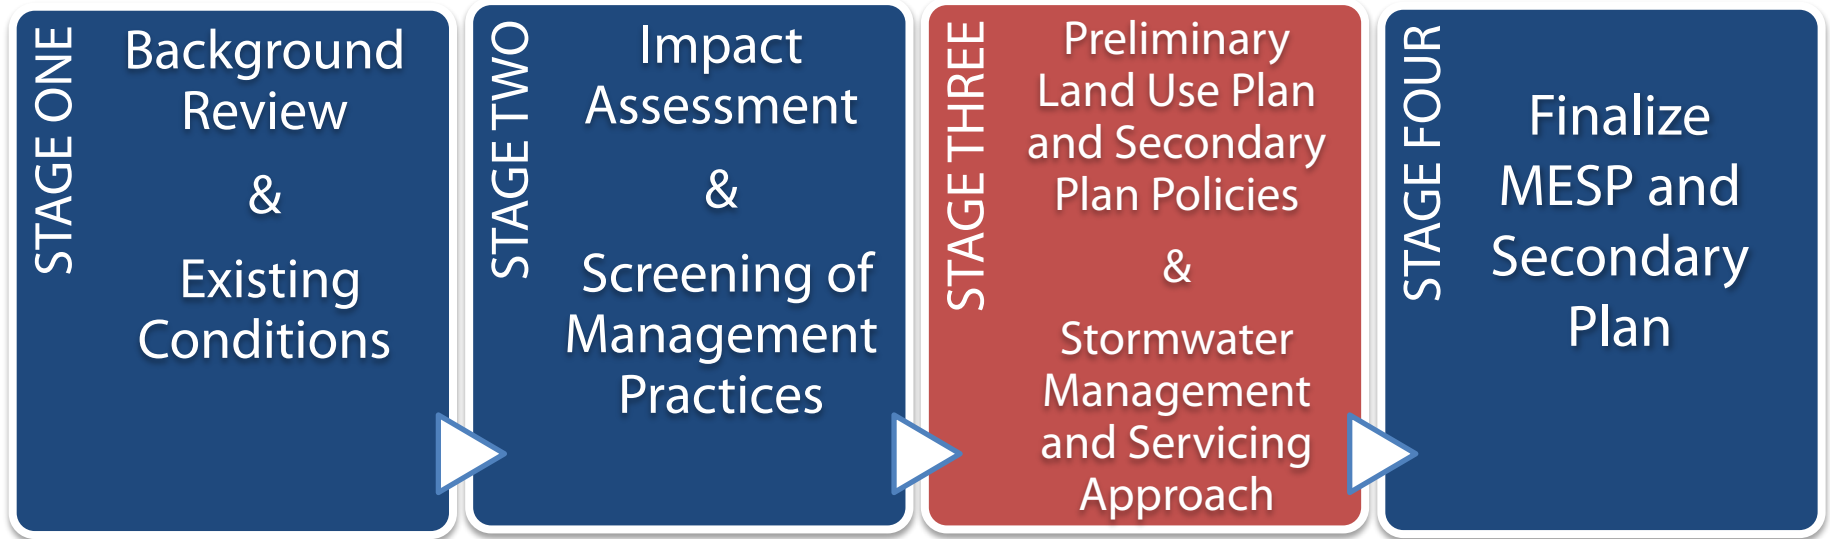 STAGE ONE
Background
Review
&
Existing
Conditions
STAGE TWO
Impact
Assessment
&
Screening of
Management
Practices
STAGE THREE
Preliminary
Land Use Plan
and Secondary
Plan Policies
&
Stormwater
Management
and Servicing
Approach
STAGE FOUR
Finalize
MESP and
Secondary
Plan